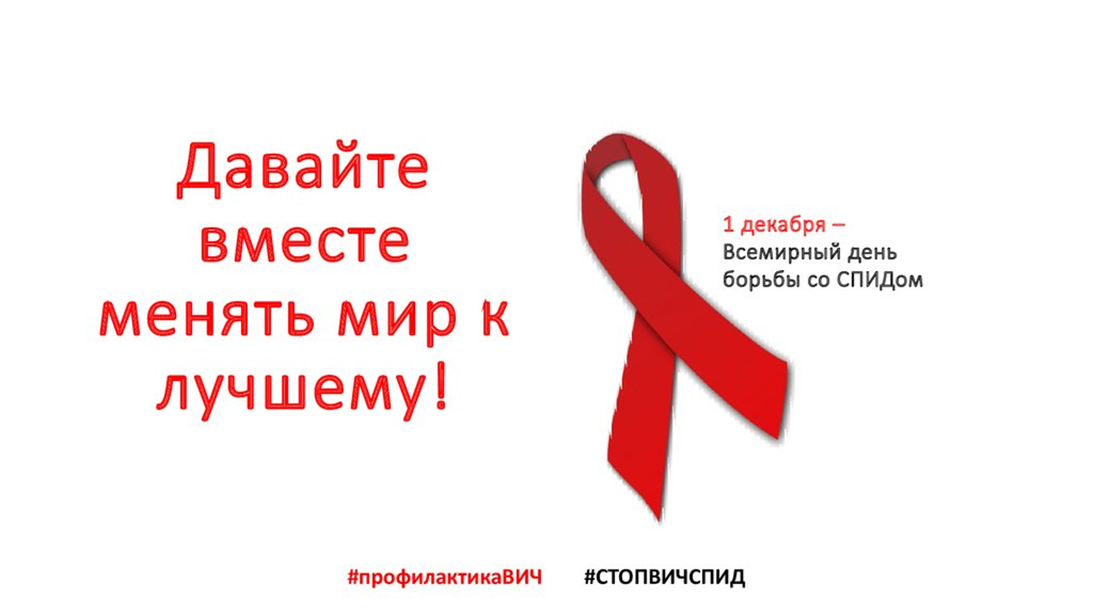 Давайте
вместе
менять мир к
лучшему!
1 декабря –
Всемирный день
борьбы со СПИДом
#профилактикаВИЧ #СТОПВИЧСПИД